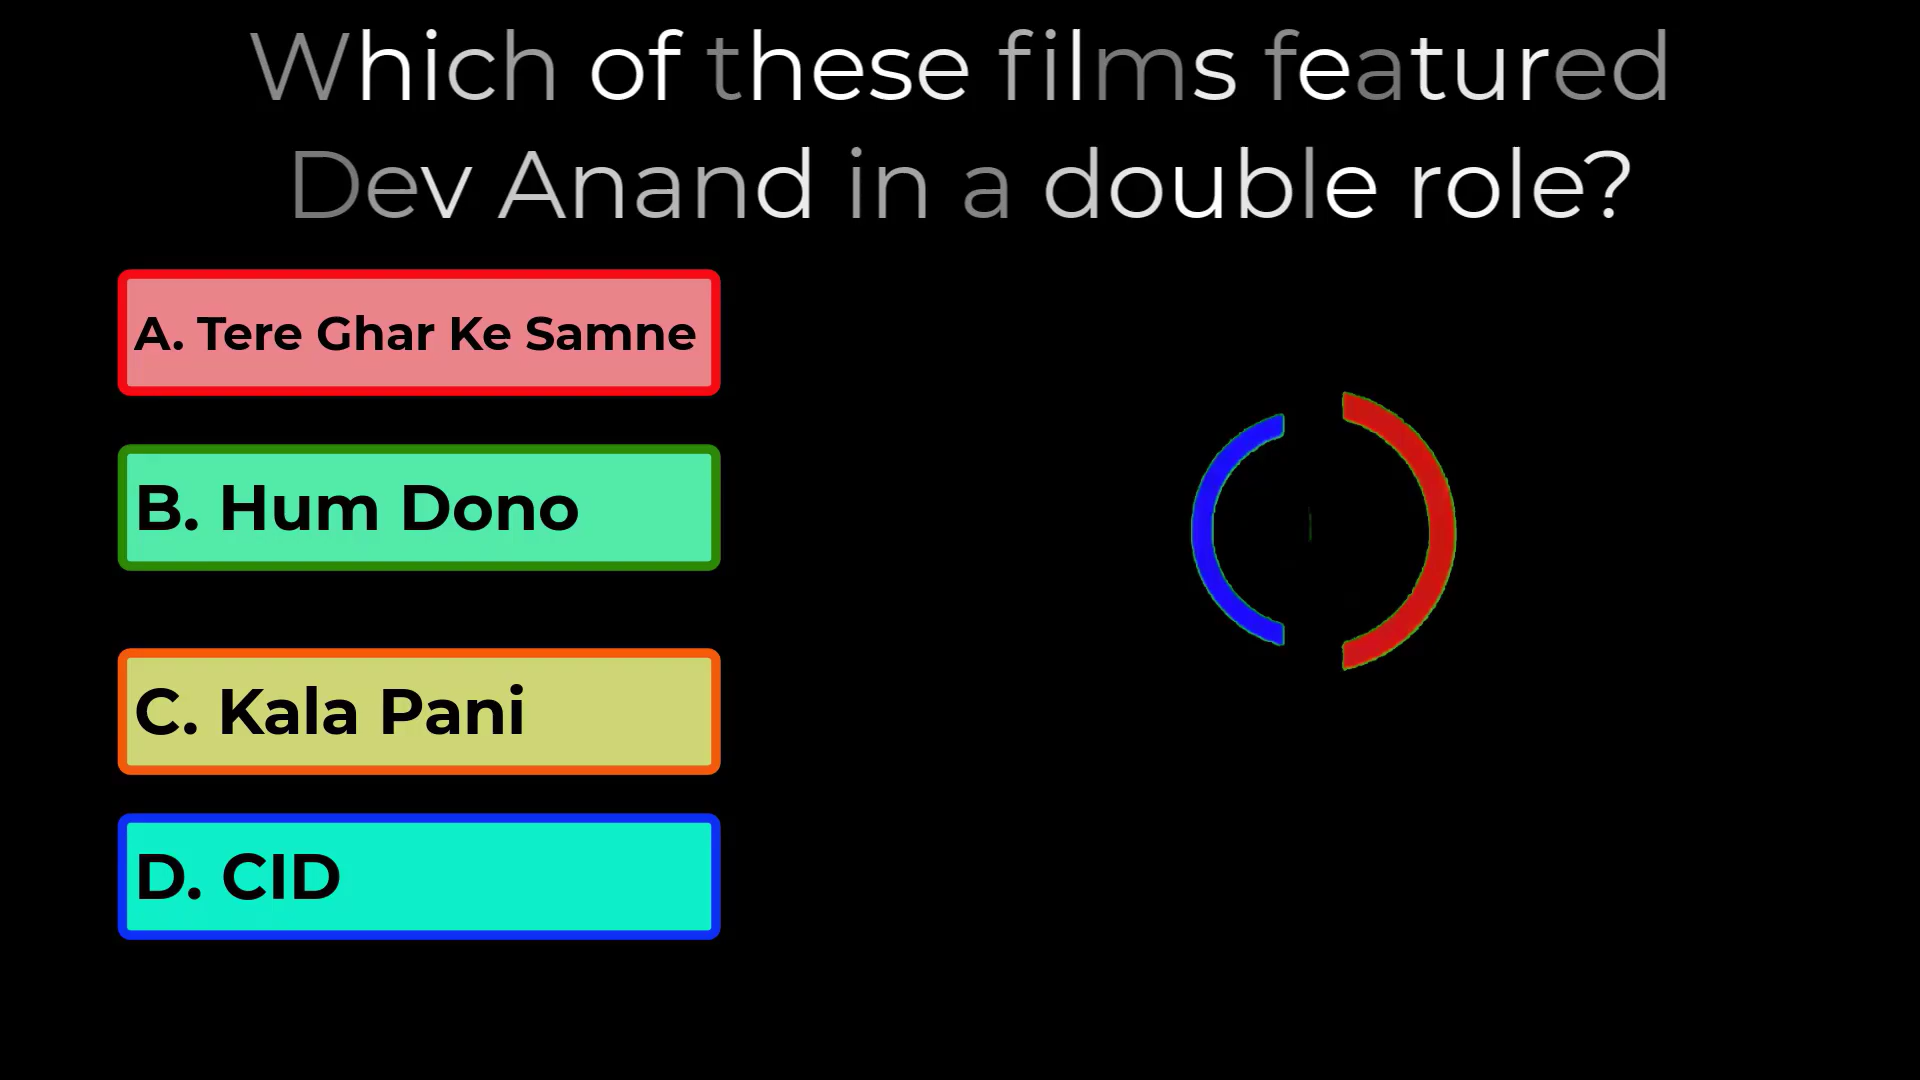 Which of these films featured
Dev Anand in a double role?
A. Tere Ghar Ke Samne
B. Hum Dono
C. Kala Pani
D. CID